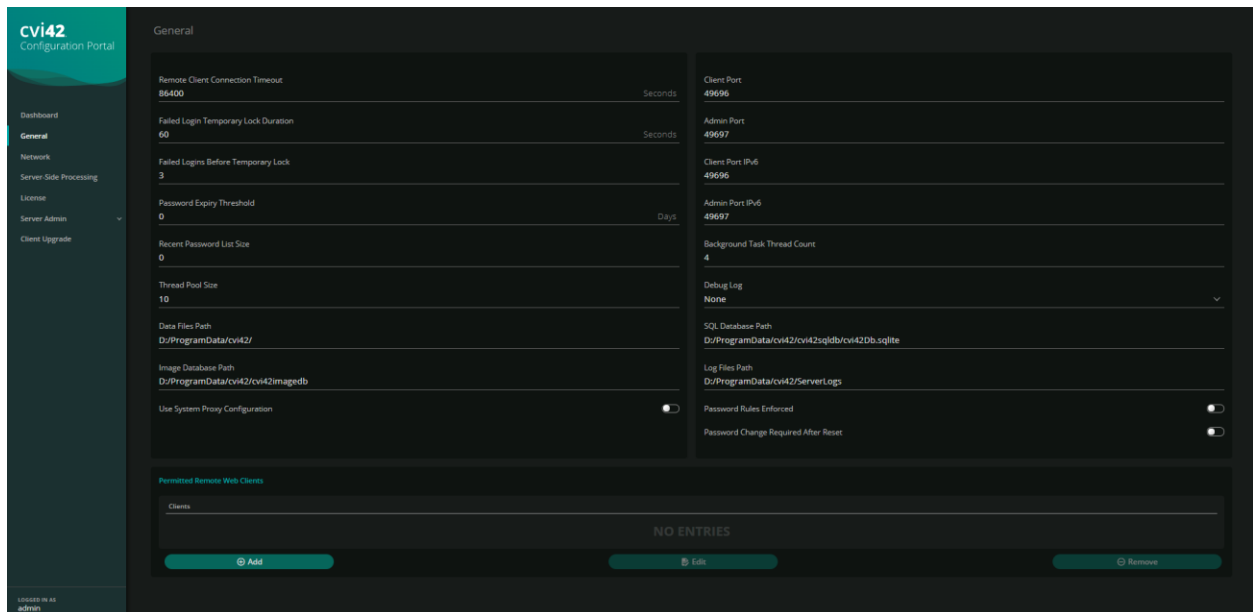 cvi42
Configuration Portal
Dashboard
General
Network
Server-Side Processing
License
Server Admin
Client Upgrade
LOGGED IN AS
admin
General
Remote Client Connection Timeout
86400 Seconds
Failed Login Temporary Lock Duration
60 Seconds
Failed Logins Before Temporary Lock
3
Password Expiry Threshold
0 Days
Recent Password List Size
0
Thread Pool Size
10
Data Files Path
D:/ProgramData/cvi42/
Image Database Path
D:/ProgramData/cvi42/cvi42imagedb
Use System Proxy Configuration
Client Port
49696
Admin Port
49697
Client Port IPv6
49696
Admin Port IPv6
49697
Background Task Thread Count
4
Debug Log
None
SQL Database Path
D:/ProgramData/cvi42/cvi42sqldb/cvi42Db.sqlite
Log Files Path
D:/ProgramData/cvi42/ServerLogs
Password Rules Enforced
Password Change Required After Reset
Permitted Remote Web Clients
Clients
NO ENTRIES
Add
Edit
Remove